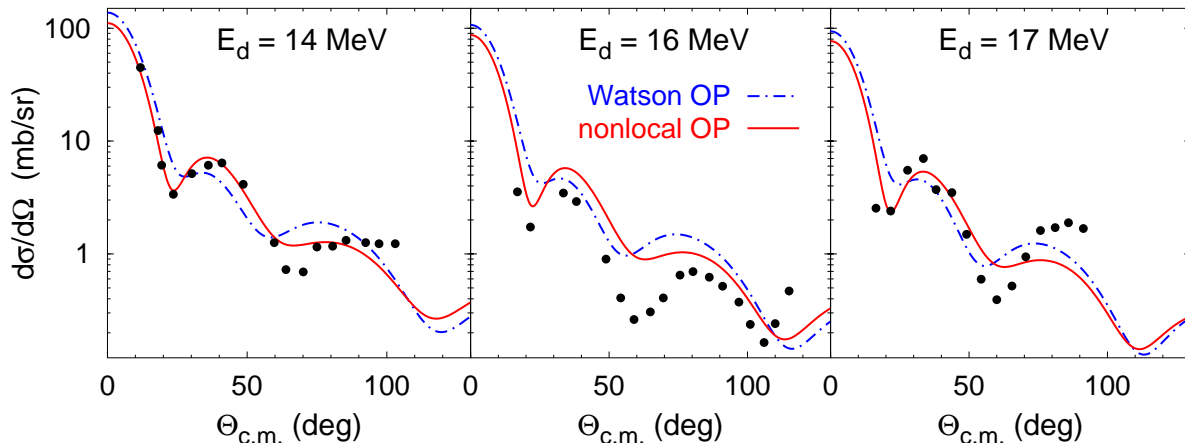 E_d = 14 MeV
E_d = 16 MeV
E_d = 17 MeV
Watson OP
nonlocal OP
dσ/dΩ (mb/sr)
100
10
1
0 50 100
0 50 100
0 50 100
Θ_c.m. (deg)
Θ_c.m. (deg)
Θ_c.m. (deg)